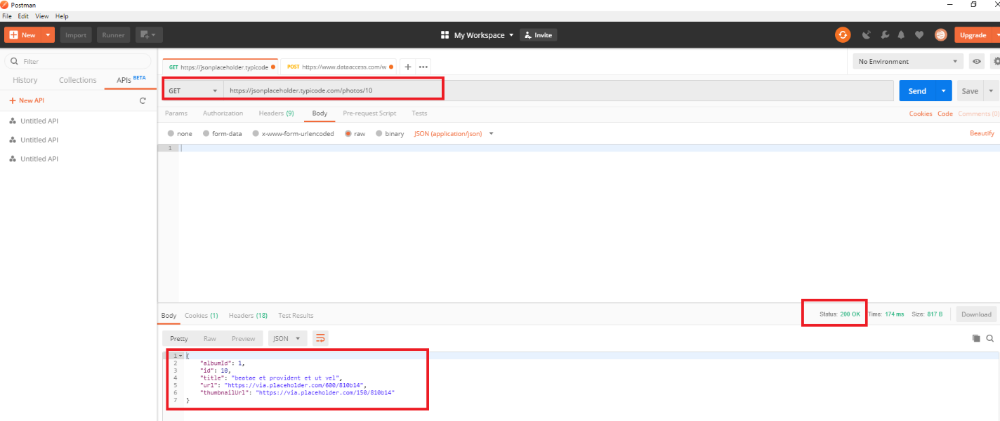 Postman
File Edit View Help
New Import Runner My Workspace Invite Upgrade
Filter
History Collections APIs BETA
New API
Untitled API
Untitled API
Untitled API
GET https://jsonplaceholder.typicode POST https://www.dataaccess.com/w No Environment
GET https://jsonplaceholder.typicode.com/photos/10 Send Save
Params Authorization Headers (9) Body Pre-request Script Tests Cookies Code Comments (0)
none form-data x-www-form-urlencoded raw binary JSON (application/json) Beautify
1
Body Cookies (1) Headers (18) Test Results Status: 200 OK Time: 174 ms Size: 817 B Download
Pretty Raw Preview JSON
1 {
2 "albumId": 1,
3 "id": 10,
4 "title": "beatae et provident et ut vel",
5 "url": "https://via.placeholder.com/600/810b14",
6 "thumbnailUrl": "https://via.placeholder.com/150/810b14"
7 }